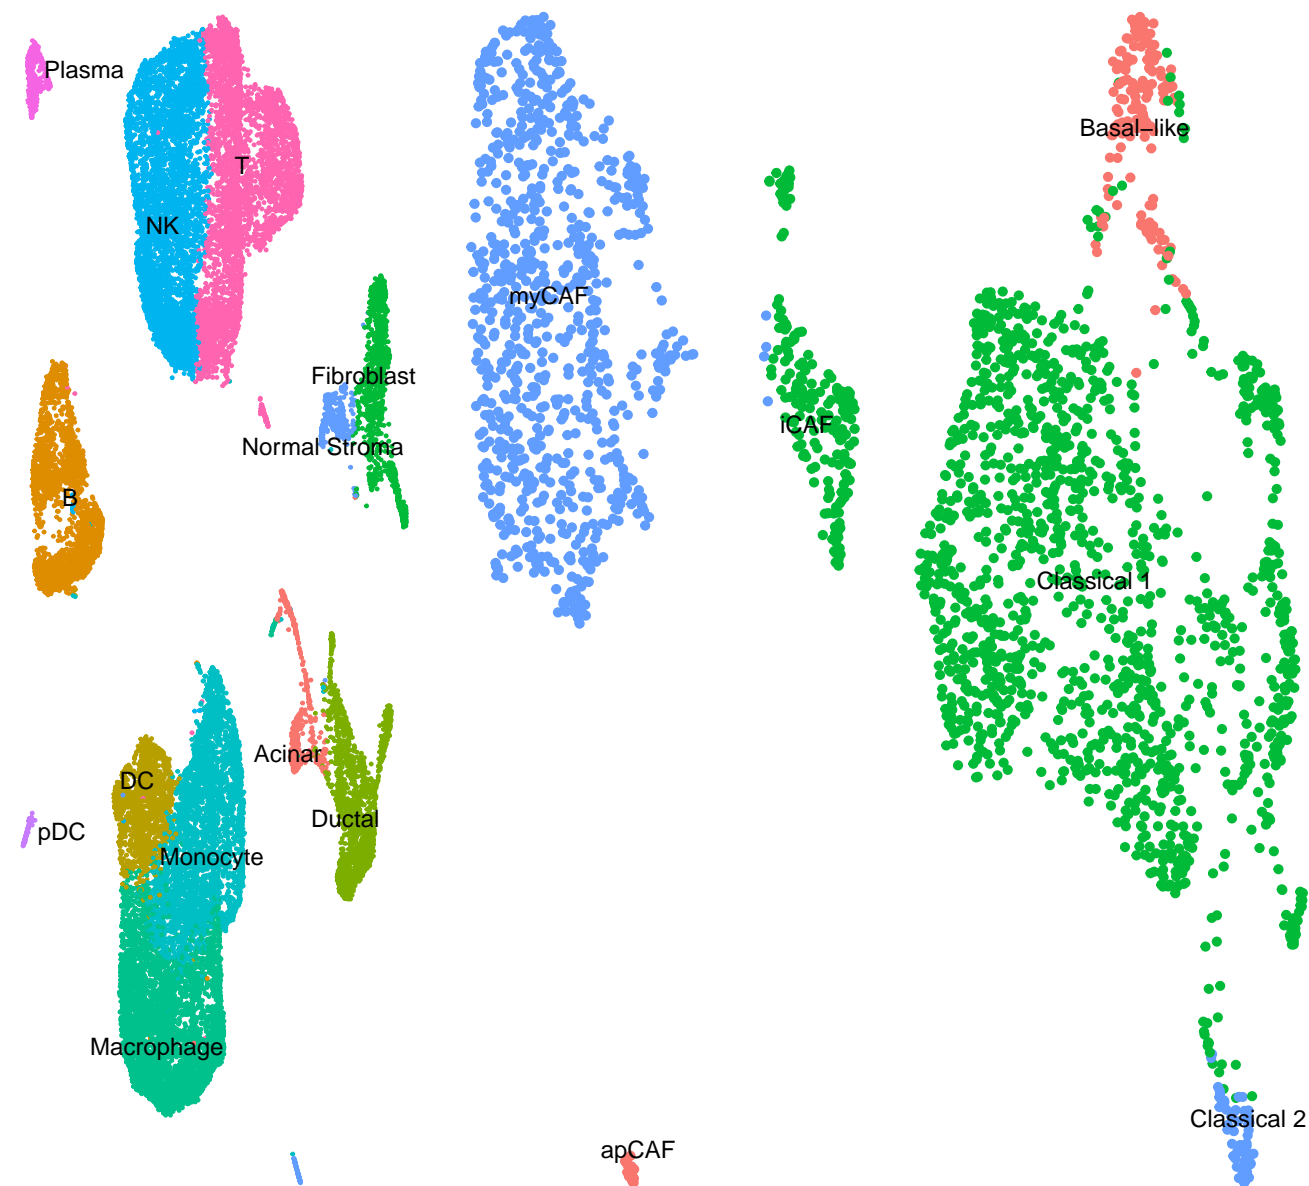 Plasma
Basal−like
T
NK
myCAF
Fibroblast
iCAF
Normal Stroma
B
Classical 1
Acinar
DC
Ductal
pDC
Monocyte
Macrophage
Classical 2
apCAF